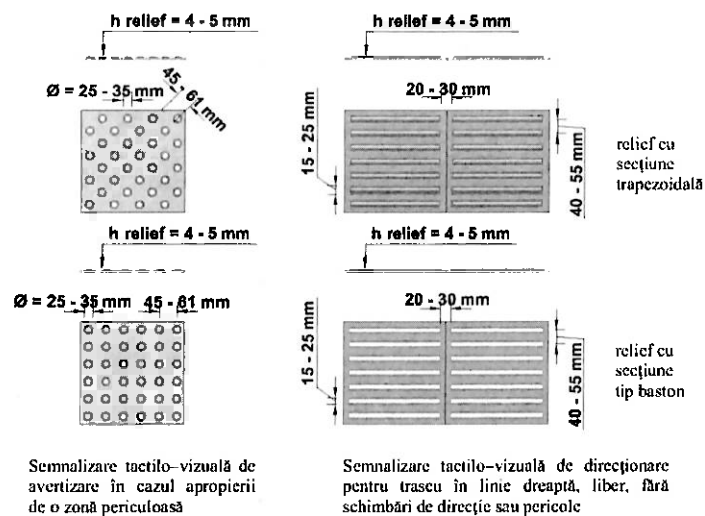 h relief = 4 - 5 mm
h relief = 4 - 5 mm
Ø = 25 - 35 mm
45 - 61 mm
20 - 30 mm
15 - 25 mm
40 - 55 mm
relief cu
secțiune
trapezoidală
h relief = 4 - 5 mm
h relief = 4 - 5 mm
Ø = 25 - 35 mm
45 - 61 mm
20 - 30 mm
15 - 25 mm
40 - 55 mm
relief cu
secțiune
tip baston
Semnalizare tactilo–vizuală de
avertizare în cazul apropierii
de o zonă periculoasă
Semnalizare tactilo–vizuală de direcționare
pentru traseu în linie dreaptă, liber, fără
schimbări de direcție sau pericole